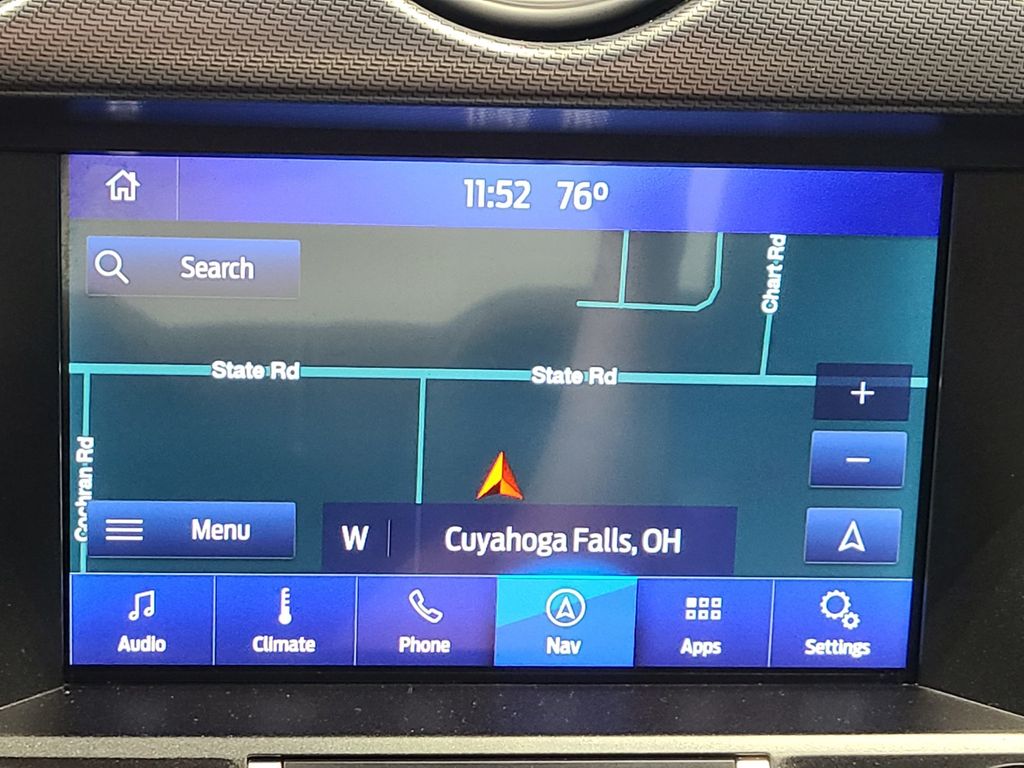 11:52 76°
Search
Chart Rd
State Rd
State Rd
+
−
Cochran Rd
Menu
W
Cuyahoga Falls, OH
Audio
Climate
Phone
Nav
Apps
Settings